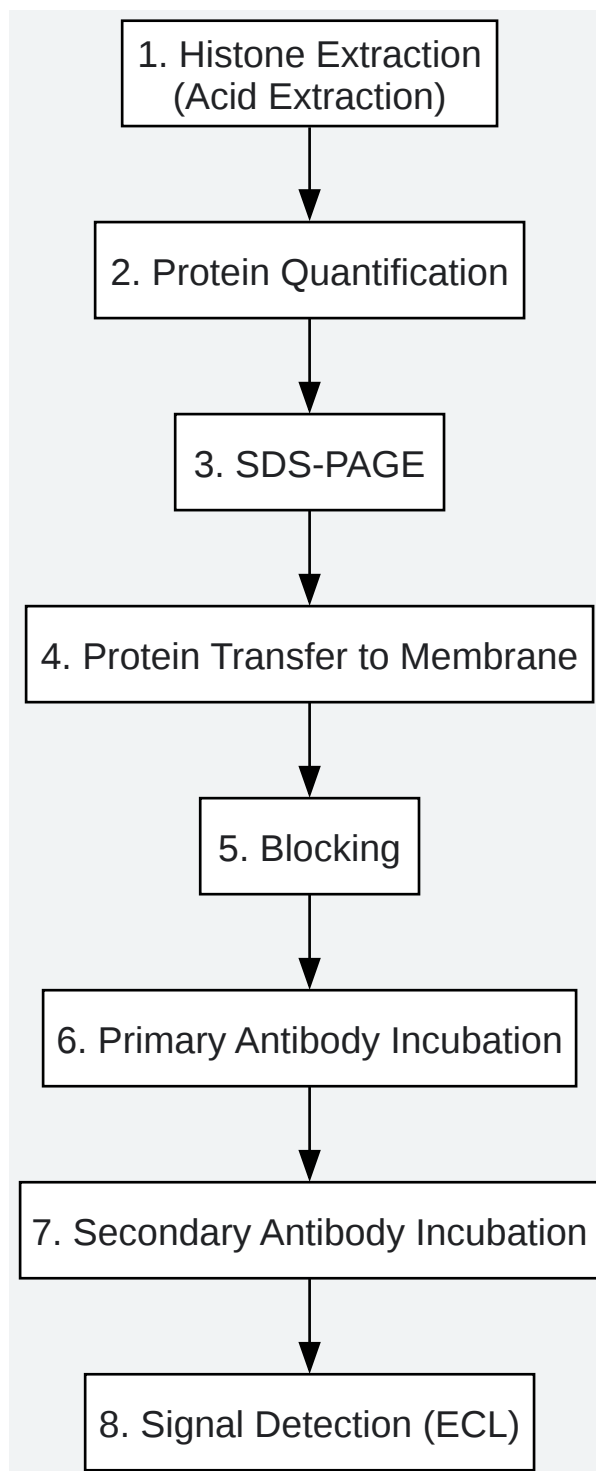 1. Histone Extraction
(Acid Extraction)
2. Protein Quantification
3. SDS-PAGE
4. Protein Transfer to Membrane
5. Blocking
6. Primary Antibody Incubation
7. Secondary Antibody Incubation
8. Signal Detection (ECL)